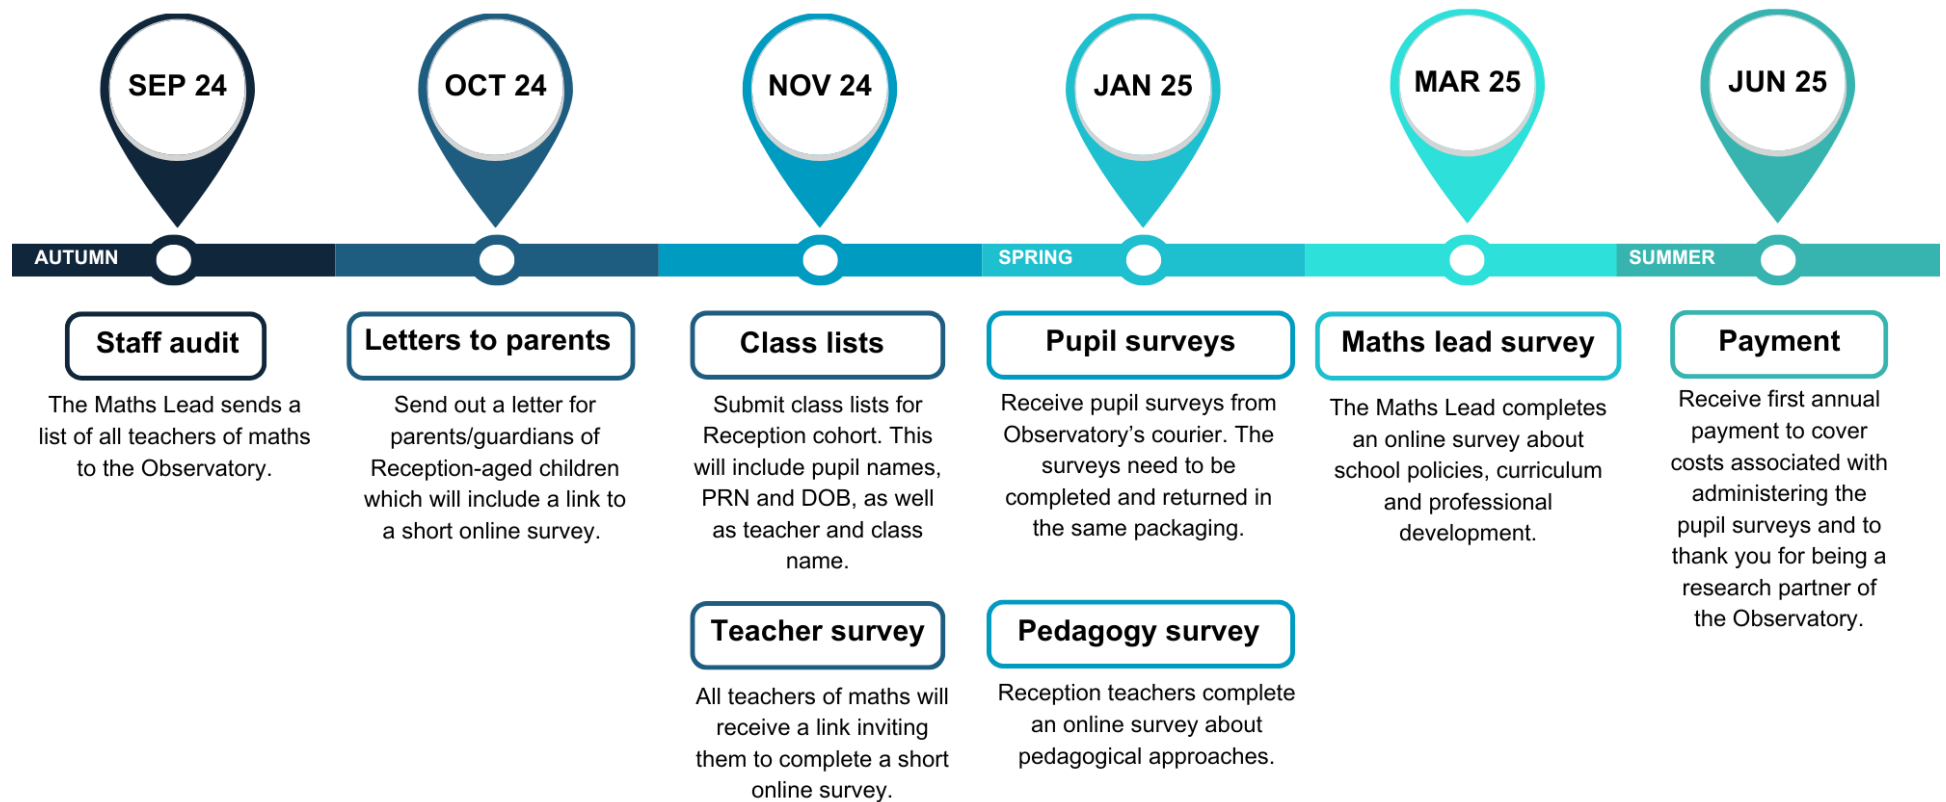 SEP 24
OCT 24
NOV 24
JAN 25
MAR 25
JUN 25
AUTUMN
SPRING
SUMMER
Staff audit
The Maths Lead sends a
list of all teachers of maths
to the Observatory.
Letters to parents
Send out a letter for
parents/guardians of
Reception-aged children
which will include a link to
a short online survey.
Class lists
Submit class lists for
Reception cohort. This
will include pupil names,
PRN and DOB, as well
as teacher and class
name.
Teacher survey
All teachers of maths will
receive a link inviting
them to complete a short
online survey.
Pupil surveys
Receive pupil surveys from
Observatory's courier. The
surveys need to be
completed and returned in
the same packaging.
Pedagogy survey
Reception teachers complete
an online survey about
pedagogical approaches.
Maths lead survey
The Maths Lead completes
an online survey about
school policies, curriculum
and professional
development.
Payment
Receive first annual
payment to cover
costs associated with
administering the
pupil surveys and to
thank you for being a
research partner of
the Observatory.